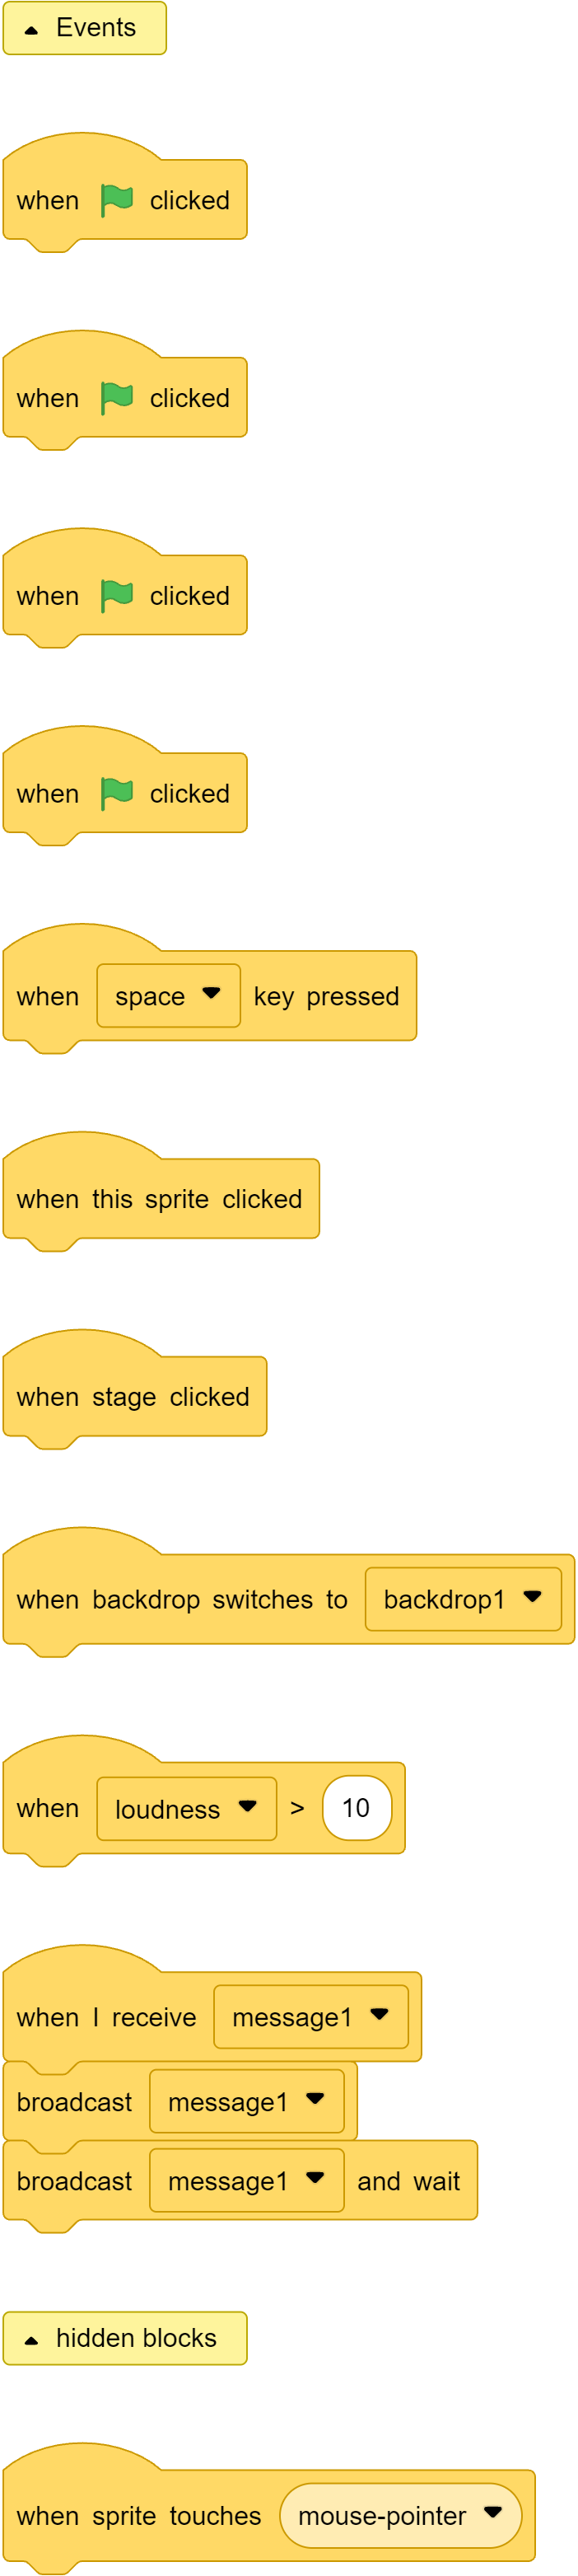 Events
when clicked
when clicked
when clicked
when clicked
when space key pressed
when this sprite clicked
when stage clicked
when backdrop switches to backdrop1
when loudness > 10
when I receive message1
broadcast message1
broadcast message1 and wait
hidden blocks
when sprite touches mouse-pointer